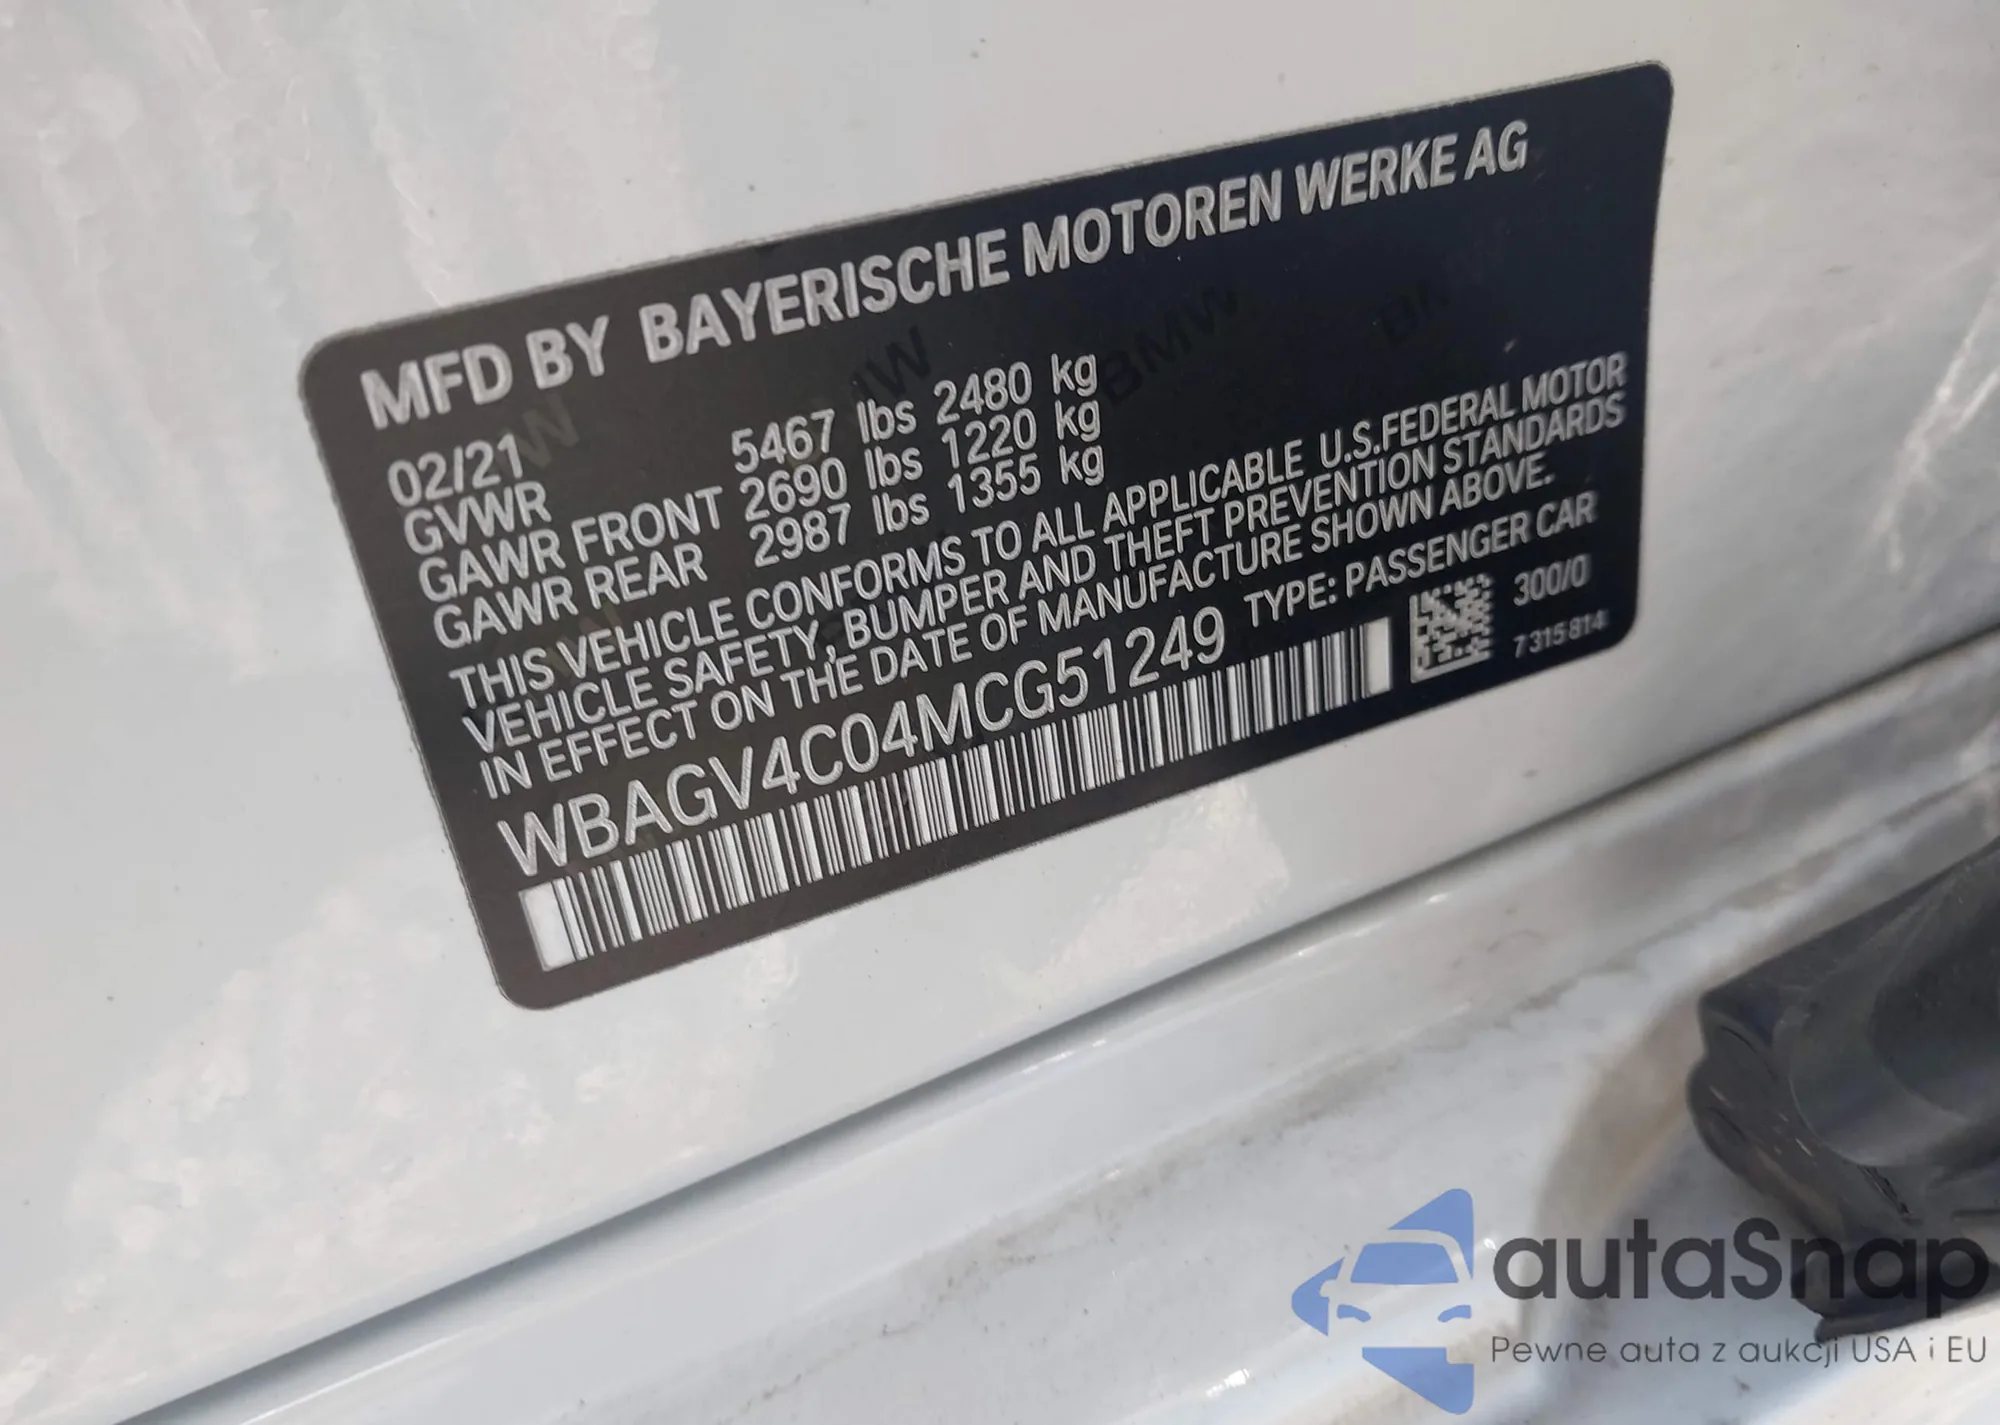 MFD BY BAYERISCHE MOTOREN WERKE AG
02/21
GVWR 5467 lbs 2480 kg
GAWR FRONT 2690 lbs 1220 kg
GAWR REAR 2987 lbs 1355 kg
THIS VEHICLE CONFORMS TO ALL APPLICABLE U.S.FEDERAL MOTOR
VEHICLE SAFETY, BUMPER AND THEFT PREVENTION STANDARDS
IN EFFECT ON THE DATE OF MANUFACTURE SHOWN ABOVE.
WBAGV4C04MCG51249 TYPE: PASSENGER CAR
300/0
7 315 814
autaSnap
Pewne auta z aukcji USA i EU